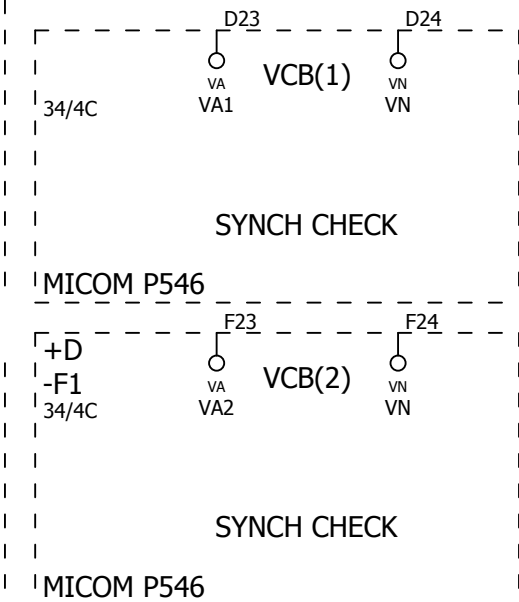 D23 D24
VA VCB(1) VN
34/4C VA1 VN
SYNCH CHECK
MICOM P546
F23 F24
+D
-F1 VA VCB(2) VN
34/4C VA2 VN
SYNCH CHECK
MICOM P546